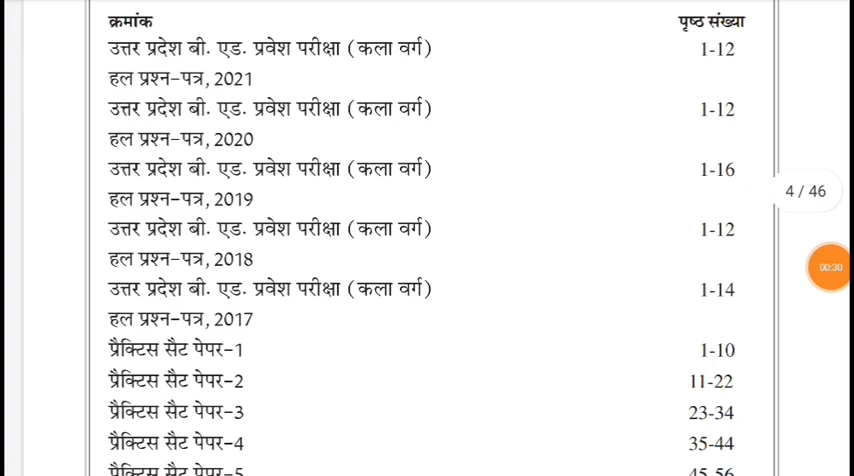 क्रमांक पृष्ठ संख्या
उत्तर प्रदेश बी. एड. प्रवेश परीक्षा (कला वर्ग) 1-12
हल प्रश्न-पत्र, 2021
उत्तर प्रदेश बी. एड. प्रवेश परीक्षा (कला वर्ग) 1-12
हल प्रश्न-पत्र, 2020
उत्तर प्रदेश बी. एड. प्रवेश परीक्षा (कला वर्ग) 1-16
हल प्रश्न-पत्र, 2019
4 / 46
उत्तर प्रदेश बी. एड. प्रवेश परीक्षा (कला वर्ग) 1-12
हल प्रश्न-पत्र, 2018
00:30
उत्तर प्रदेश बी. एड. प्रवेश परीक्षा (कला वर्ग) 1-14
हल प्रश्न-पत्र, 2017
प्रैक्टिस सैट पेपर-1 1-10
प्रैक्टिस सैट पेपर-2 11-22
प्रैक्टिस सैट पेपर-3 23-34
प्रैक्टिस सैट पेपर-4 35-44
प्रैक्टिस सैट पेपर-5 45-56